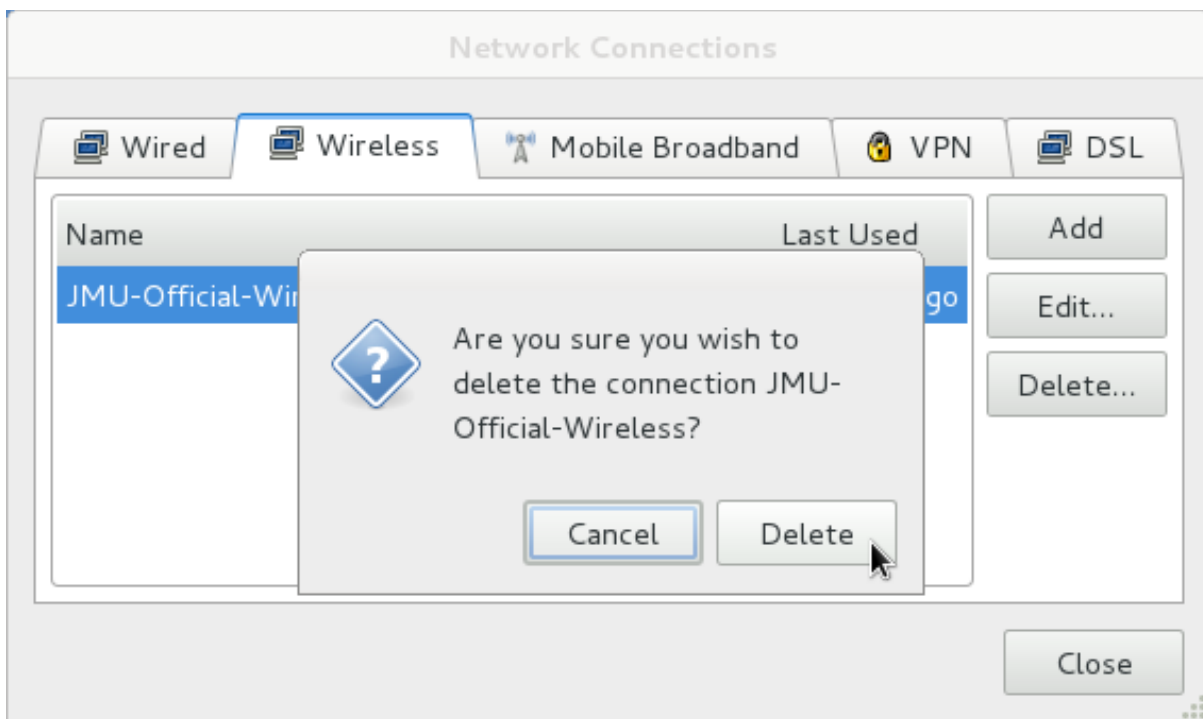 Network Connections
Wired Wireless Mobile Broadband VPN DSL
Name Last Used
Add
JMU-Official-Wir go
Edit...
Delete...
Are you sure you wish to
delete the connection JMU-
Official-Wireless?
Cancel Delete
Close